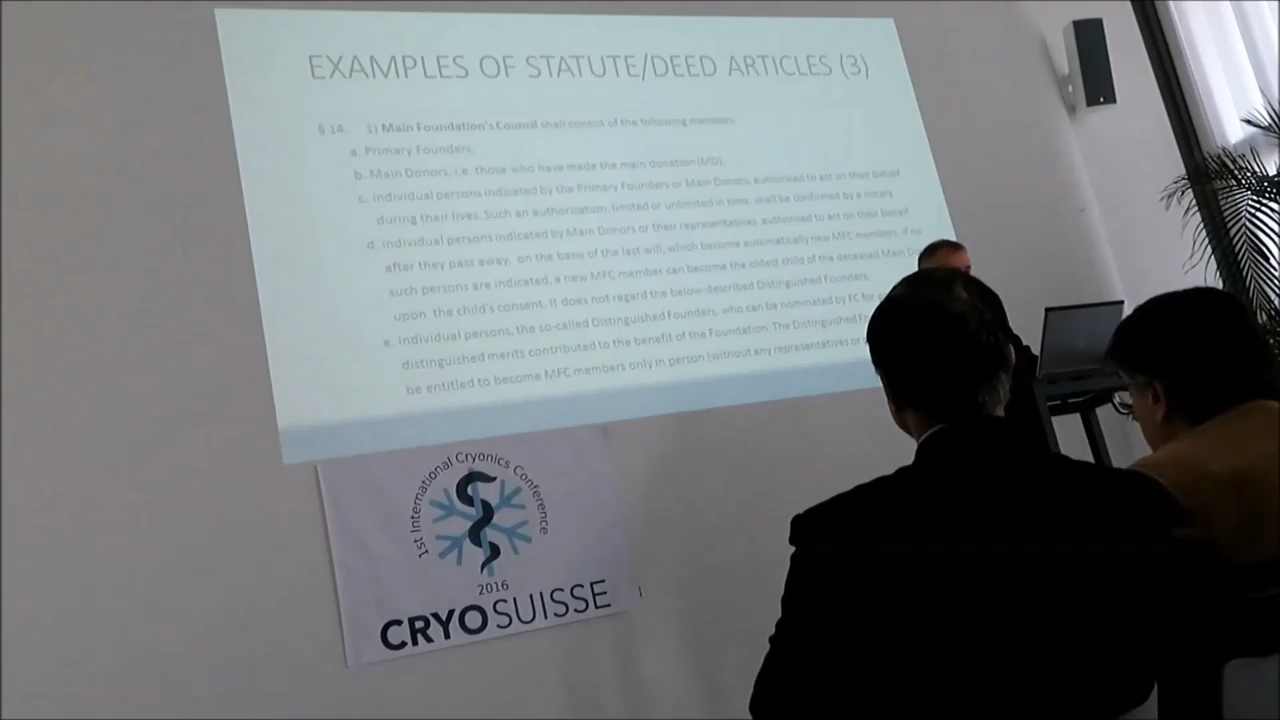 EXAMPLES OF STATUTE/DEED ARTICLES (3)
§ 14. 1) Main Foundation's Council shall consist of the following members
a. Primary Founders,
b. Main Donors, i.e. those who have made the main donation (MD),
c. individual persons indicated by the Primary Founders or Main Donors, authorised to act on their behalf
during their lives. Such an authorisation, limited or unlimited in time, shall be confirmed by a notary
d. individual persons indicated by Main Donors or their representatives, authorised to act on their behalf
after they pass away, on the basis of the last will, which become automatically new MFC members, if no
such persons are indicated, a new MFC member can become the oldest child of the deceased Main
upon the child's consent. It does not regard the below-described Distinguished Founders,
e. individual persons, the so-called Distinguished Founders, who can be nominated by FC for
distinguished merits contributed to the benefit of the Foundation. The Distinguished
be entitled to become MFC members only in person (without any representatives or
1st International Cryonics Conference
2016
CRYOSUISSE